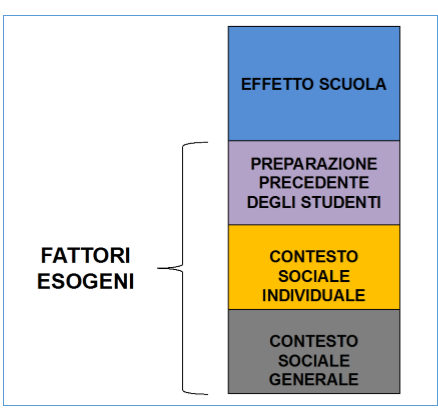 EFFETTO SCUOLA
PREPARAZIONE
PRECEDENTE
DEGLI STUDENTI
FATTORI
ESOGENI
CONTESTO
SOCIALE
INDIVIDUALE
CONTESTO
SOCIALE
GENERALE